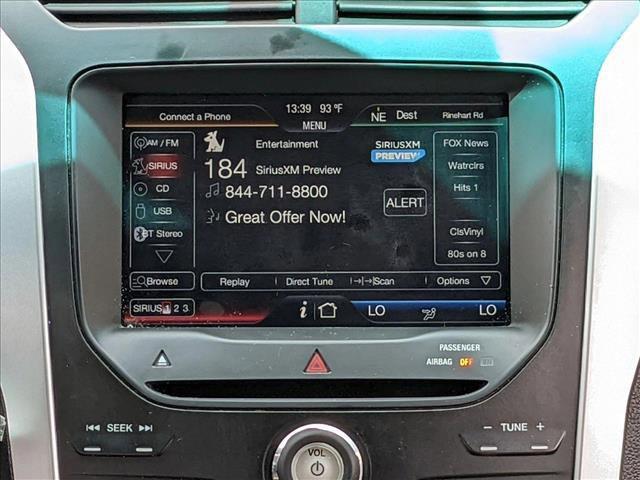 Connect a Phone
13:39 93 °F
MENU
NE Dest
Rinehart Rd
AM / FM
SIRIUS
CD
USB
BT Stereo
Browse
SIRIUS 1 2 3
Entertainment
184 SiriusXM Preview
844-711-8800
Great Offer Now!
SIRIUSXM
PREVIEW
ALERT
FOX News
Watrclrs
Hits 1
ClsVinyl
80s on 8
Replay
Direct Tune
Scan
Options
i
LO
LO
PASSENGER
AIRBAG OFF
SEEK
VOL
− TUNE +